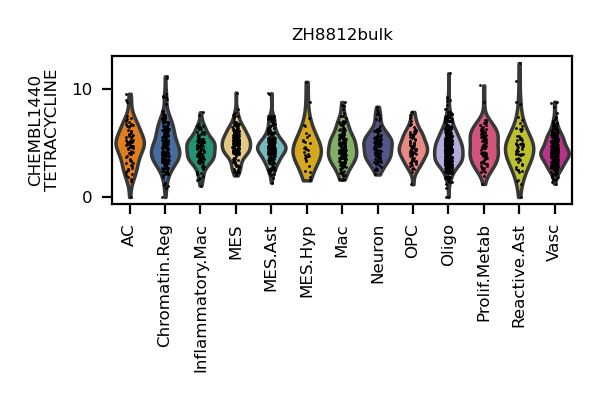 ZH8812bulk
CHEMBL1440
TETRACYCLINE
10
0
AC
Chromatin.Reg
Inflammatory.Mac
MES
MES.Ast
MES.Hyp
Mac
Neuron
OPC
Oligo
Prolif.Metab
Reactive.Ast
Vasc